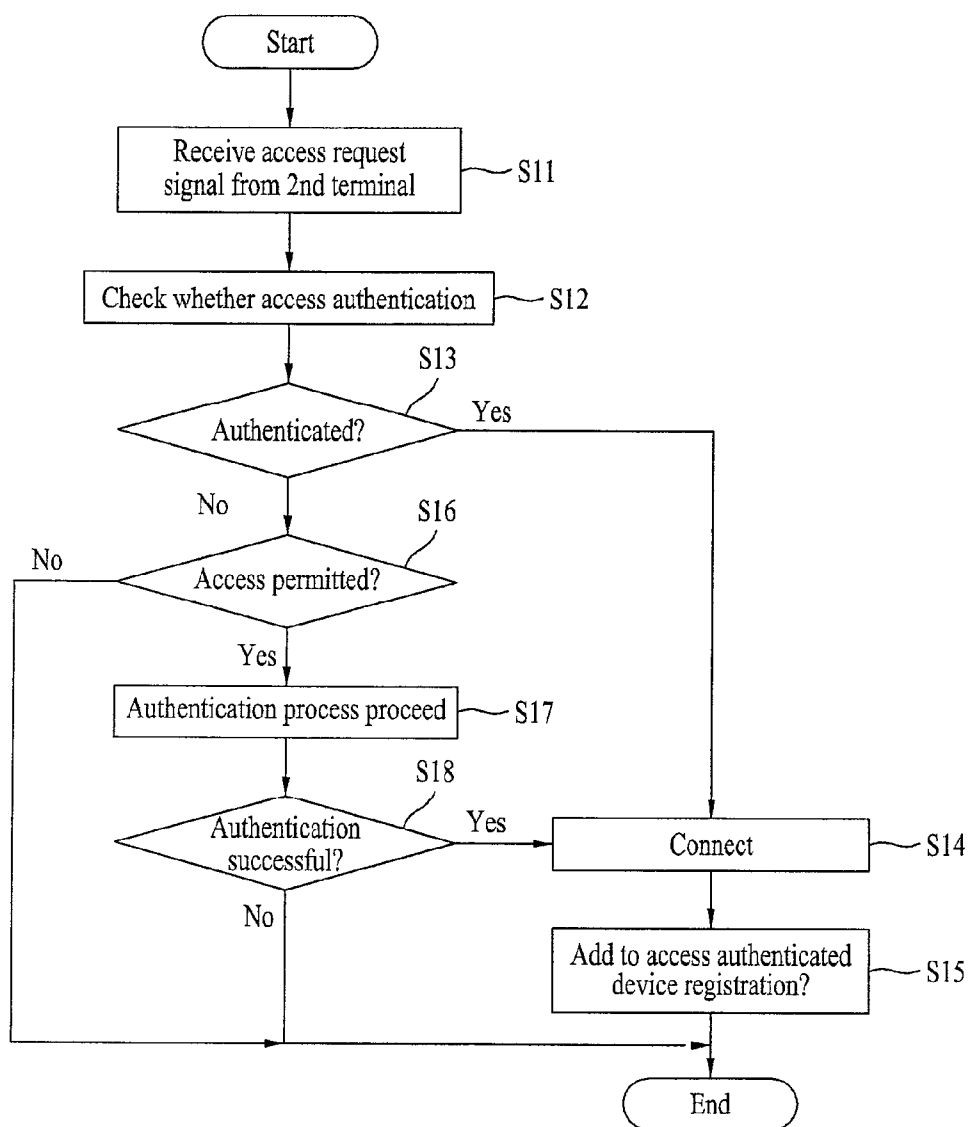 Start
Receive access request
signal from 2nd terminal
S11
Check whether access authentication
S12
S13
Authenticated?
Yes
No
S16
No
Access permitted?
Yes
Authentication process proceed
S17
S18
Authentication
successful?
Yes
Connect
S14
No
Add to access authenticated
device registration?
S15
End